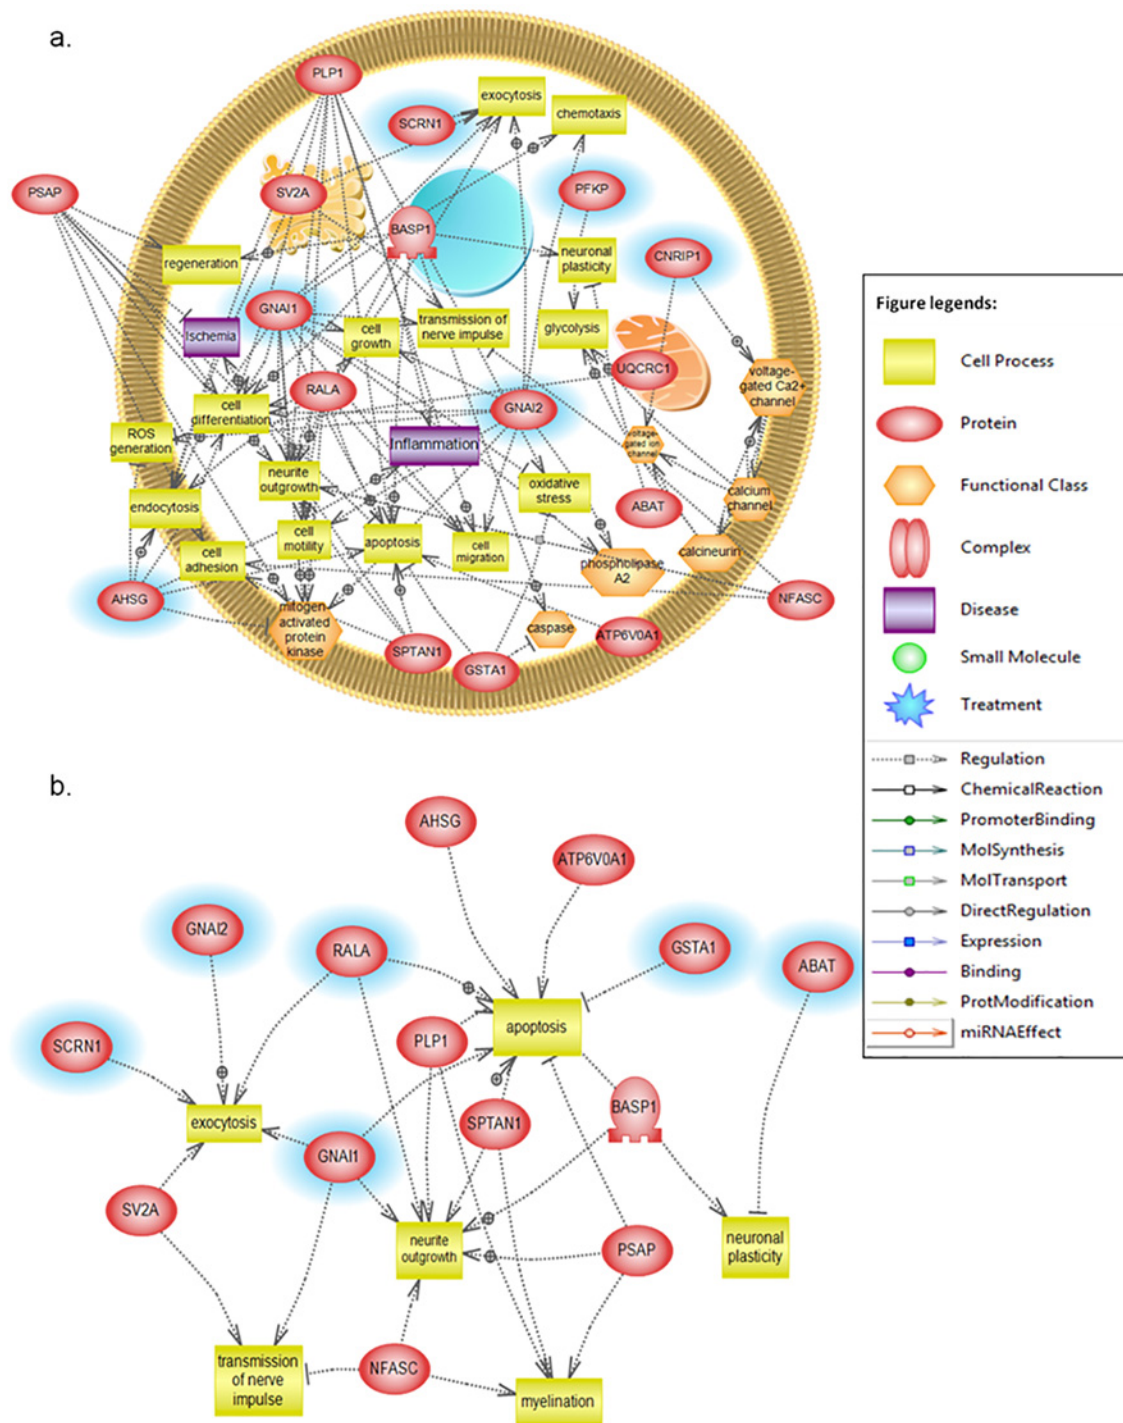 a.
PLP1
exocytosis
chemotaxis
SCRN1
PSAP
SV2A
PFKP
BASP1
regeneration
neuronal
plasticity
CNRIP1
GNAI1
Ischemia
cell
growth
transmission of
nerve impulse
glycolysis
UQCRC1
voltage-
gated Ca2+
channel
RALA
cell
differentiation
GNAI2
ROS
generation
Inflammation
voltage-
gated ion
channel
neurite
outgrowth
oxidative
stress
calcium
channel
endocytosis
ABAT
cell
motility
apoptosis
cell
migration
calcineurin
cell
adhesion
phospholipase
A2
AHSG
NFASC
mitogen-
activated
protein
kinase
caspase
ATP6V0A1
SPTAN1
GSTA1
Figure legends:
Cell Process
Protein
Functional Class
Complex
Disease
Small Molecule
Treatment
Regulation
ChemicalReaction
PromoterBinding
MolSynthesis
MolTransport
DirectRegulation
Expression
Binding
ProtModification
miRNAEffect
b.
AHSG
ATP6V0A1
GNAI2
RALA
GSTA1
ABAT
SCRN1
PLP1
apoptosis
exocytosis
SPTAN1
BASP1
GNAI1
SV2A
neurite
outgrowth
PSAP
neuronal
plasticity
transmission
of nerve
impulse
NFASC
myelination